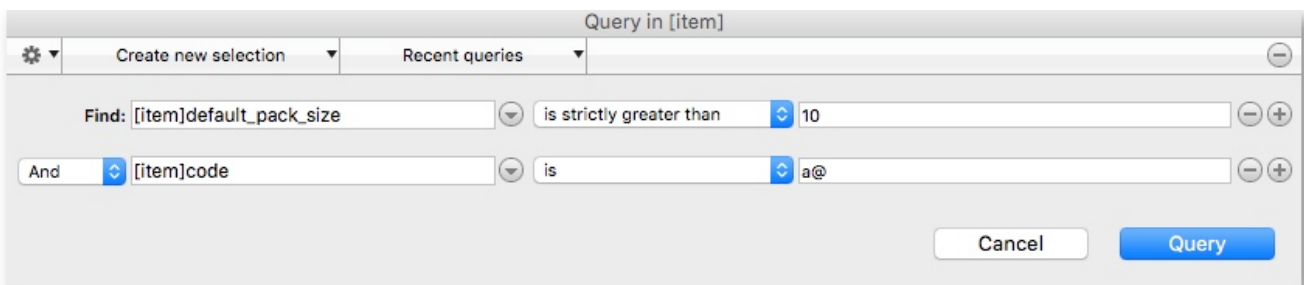 Query in [item]
Create new selection Recent queries
Find: [item]default_pack_size is strictly greater than 10
And [item]code is a@
Cancel Query